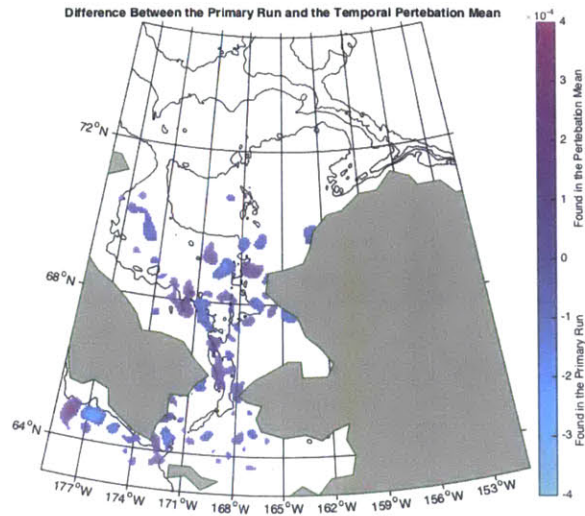 Difference Between the Primary Run and the Temporal Pertebation Mean
×10⁻⁴
4
3
2
1
0
-1
-2
-3
-4
Found in the Pertebation Mean
Found in the Primary Run
72°N
68°N
64°N
177°W
174°W
171°W
168°W
165°W
162°W
159°W
156°W
153°W